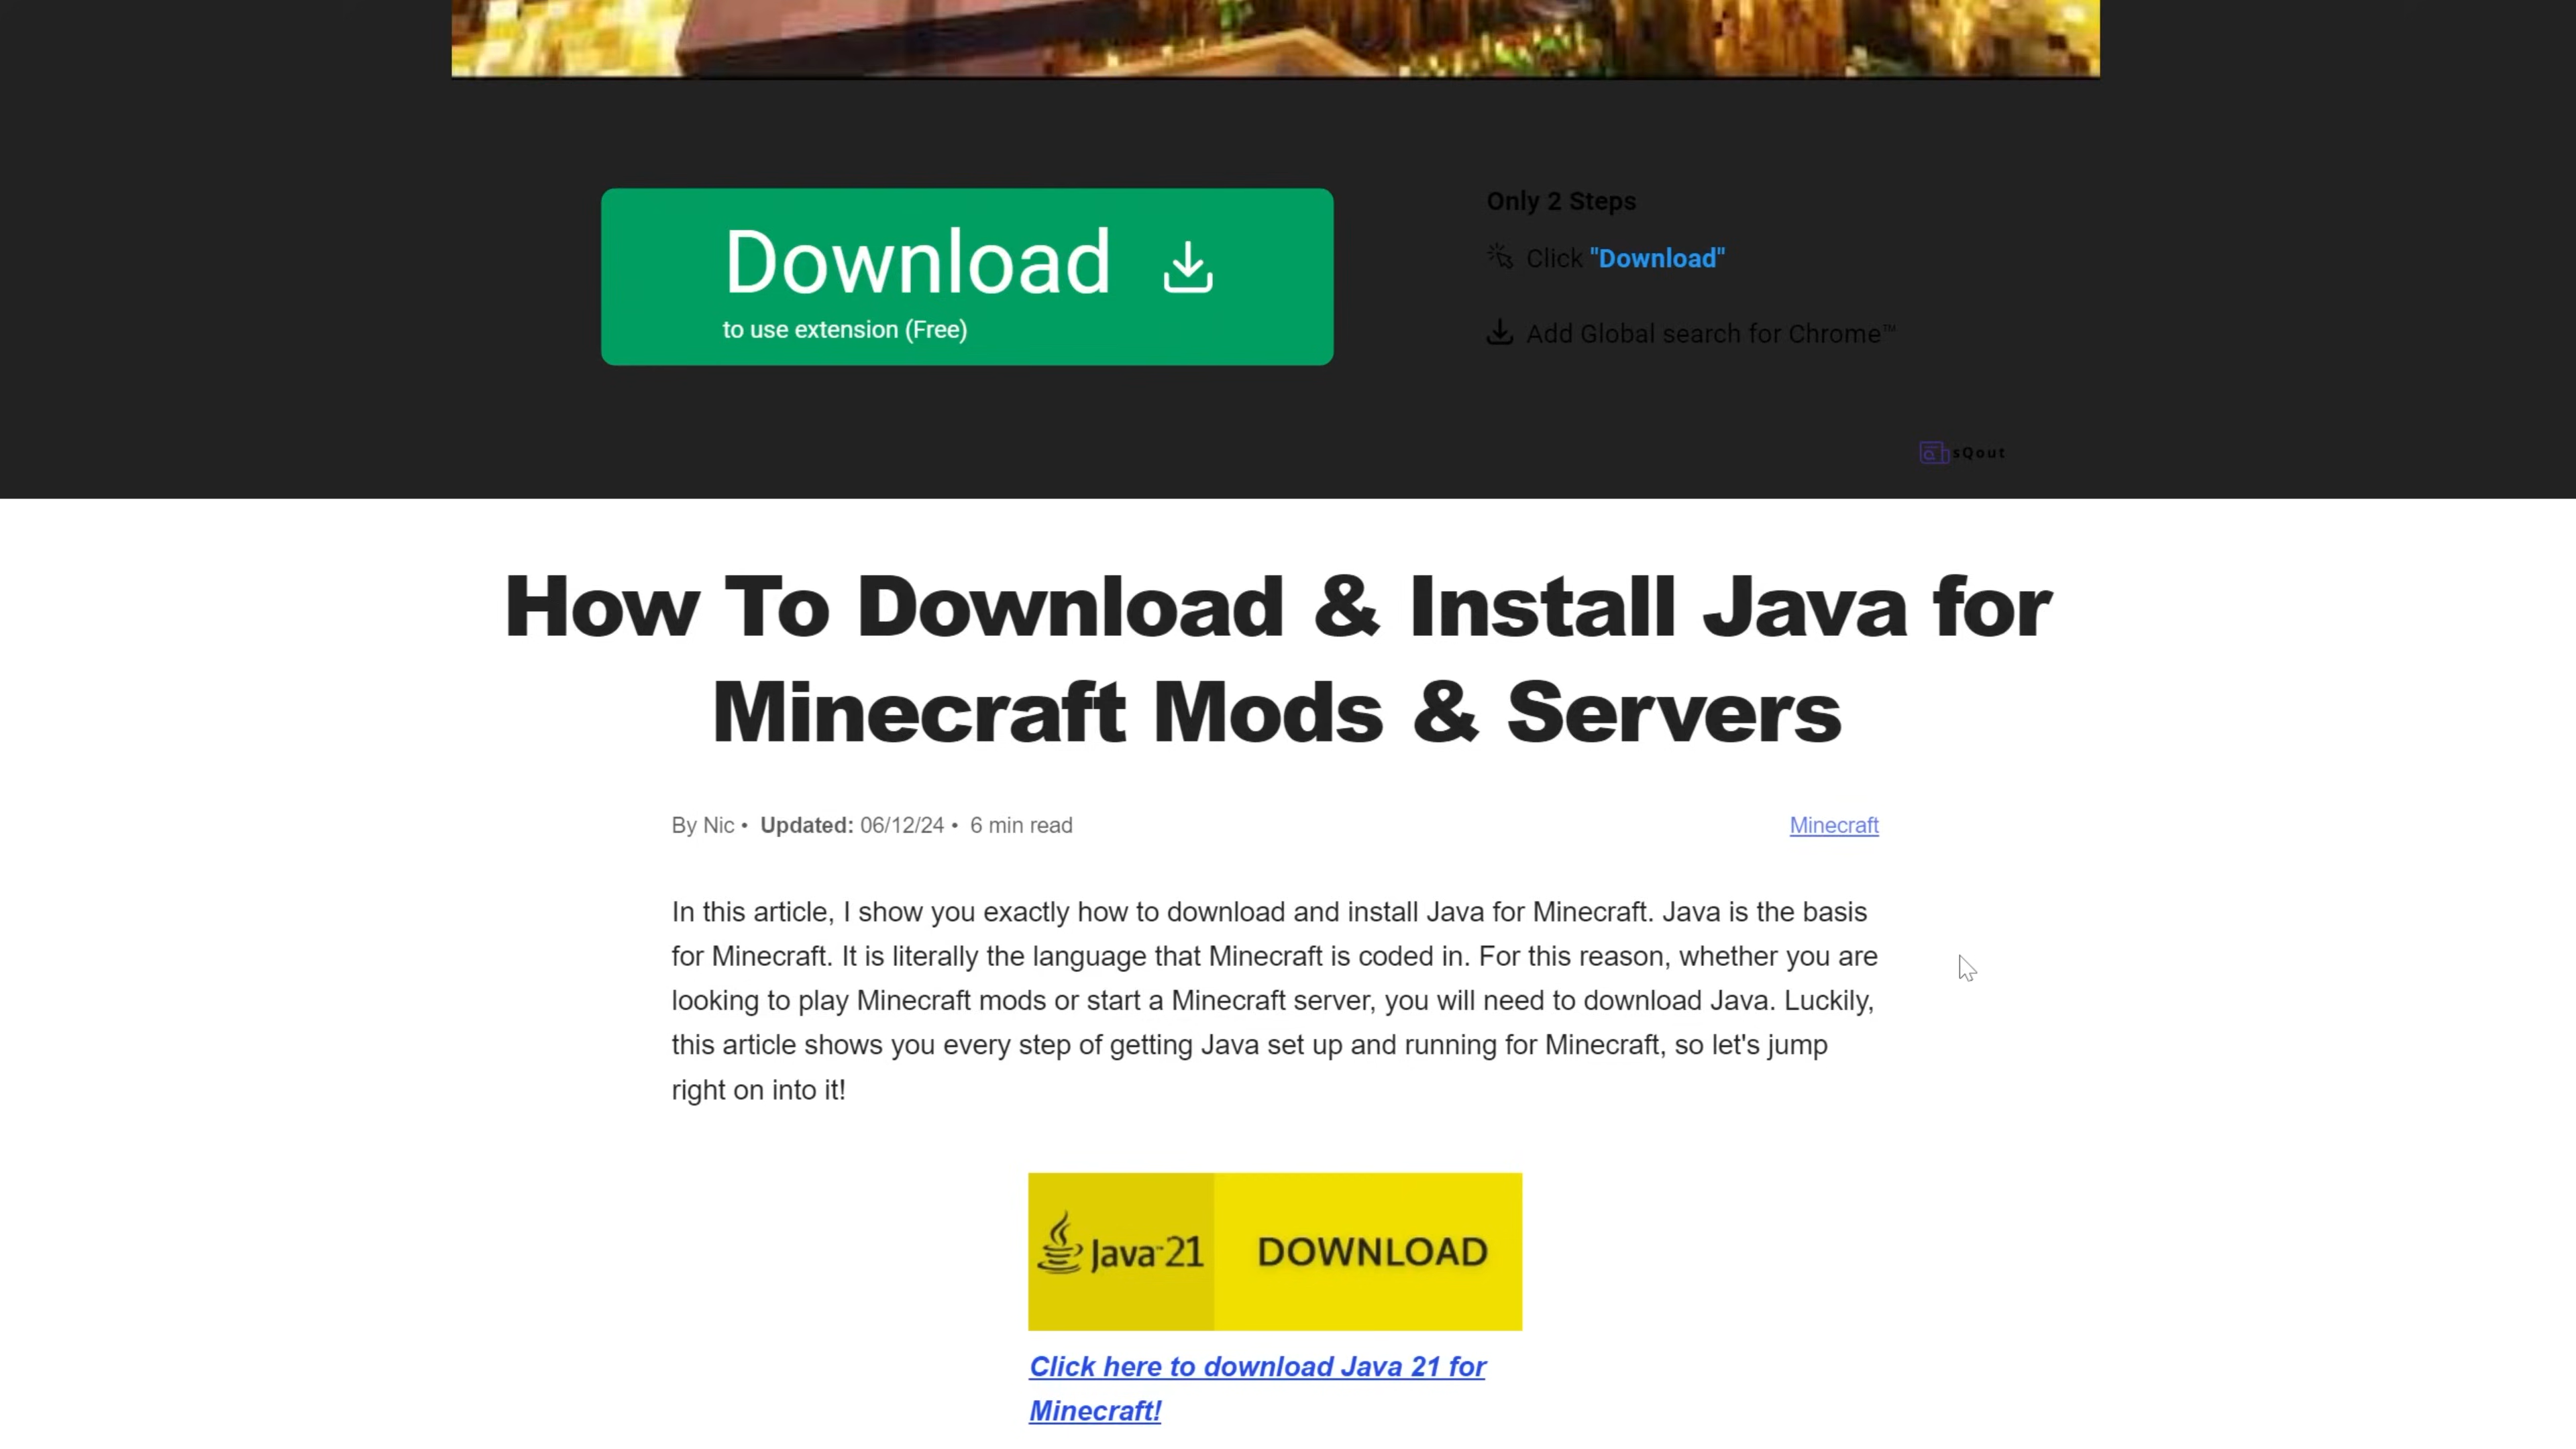 Download
to use extension (Free)
Only 2 Steps
Click "Download"
Add Global search for Chrome™
sQout
How To Download & Install Java for
Minecraft Mods & Servers
By Nic • Updated: 06/12/24 • 6 min read
Minecraft
In this article, I show you exactly how to download and install Java for Minecraft. Java is the basis
for Minecraft. It is literally the language that Minecraft is coded in. For this reason, whether you are
looking to play Minecraft mods or start a Minecraft server, you will need to download Java. Luckily,
this article shows you every step of getting Java set up and running for Minecraft, so let's jump
right on into it!
Java™21 DOWNLOAD
Click here to download Java 21 for
Minecraft!